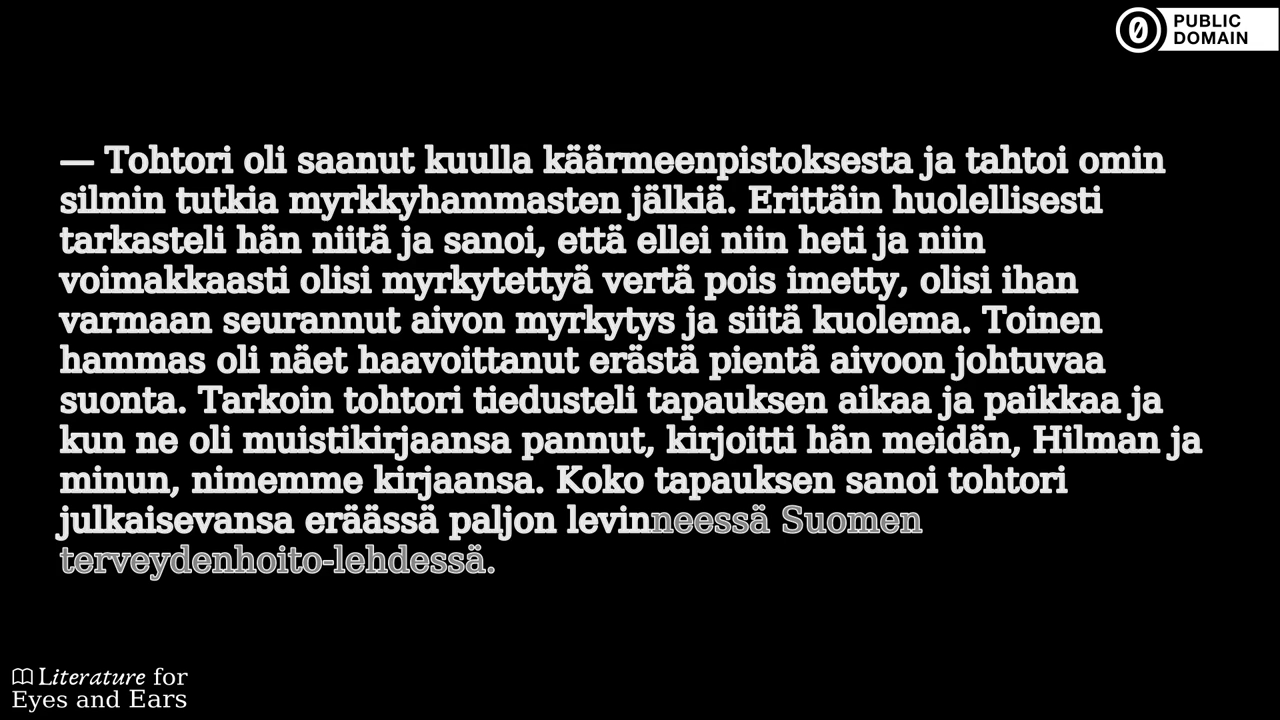 PUBLIC
DOMAIN
— Tohtori oli saanut kuulla käärmeenpistoksesta ja tahtoi omin
silmin tutkia myrkkyhammasten jälkiä. Erittäin huolellisesti
tarkasteli hän niitä ja sanoi, että ellei niin heti ja niin
voimakkaasti olisi myrkytettyä vertä pois imetty, olisi ihan
varmaan seurannut aivon myrkytys ja siitä kuolema. Toinen
hammas oli näet haavoittanut erästä pientä aivoon johtuvaa
suonta. Tarkoin tohtori tiedusteli tapauksen aikaa ja paikkaa ja
kun ne oli muistikirjaansa pannut, kirjoitti hän meidän, Hilman ja
minun, nimemme kirjaansa. Koko tapauksen sanoi tohtori
julkaisevansa eräässä paljon levinneessä Suomen
terveydenhoito-lehdessä.
Literature for
Eyes and Ears